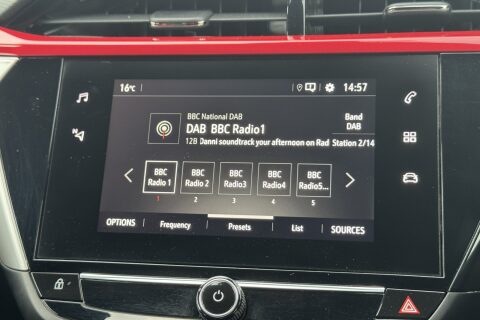 16°C 14:57
BBC National DAB
DAB BBC Radio1
Band
DAB
12B Danni soundtrack your afternoon on Rad Station 2/14
BBC
Radio 1
BBC
Radio 2
BBC
Radio3
BBC
Radio4
BBC
Radio5...
1 2 3 4 5
OPTIONS Frequency Presets List SOURCES
N